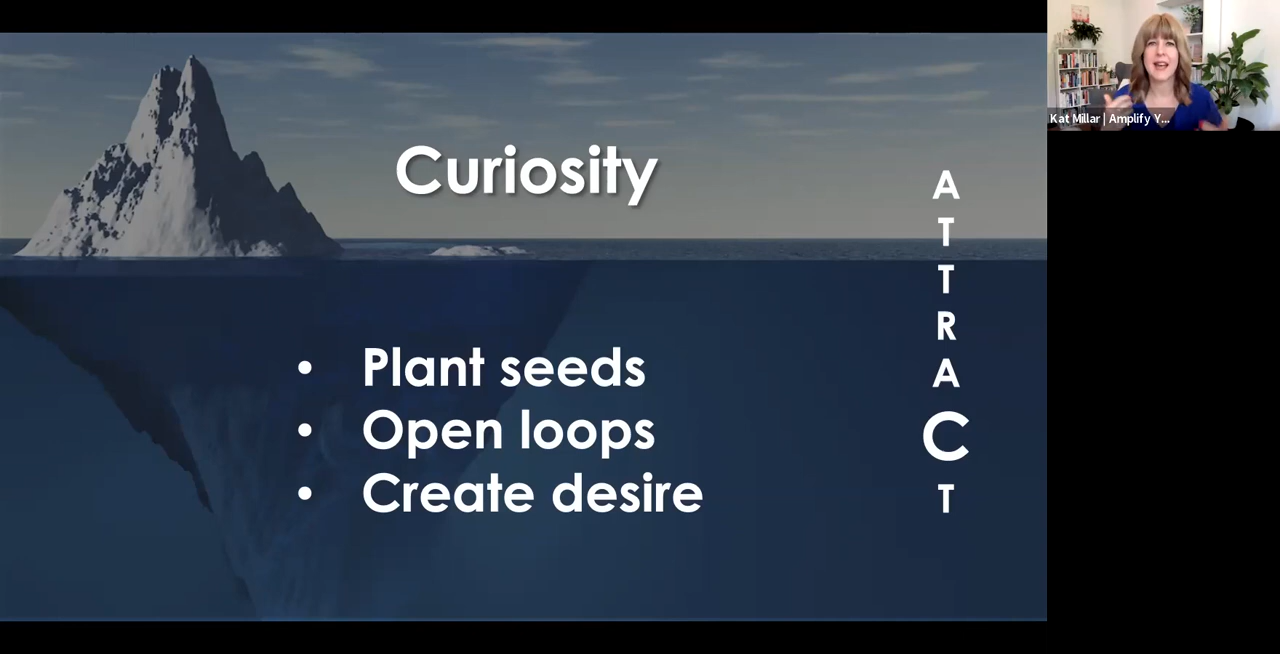 Curiosity
• Plant seeds
• Open loops
• Create desire
A
T
T
R
A
C
T
Kat Millar | Amplify Y...